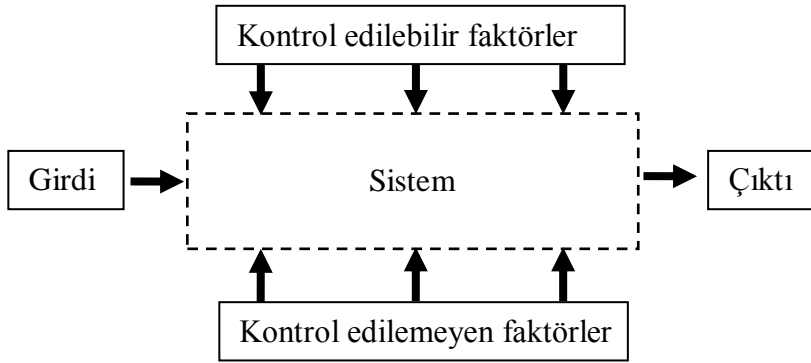 Kontrol edilebilir faktörler
Girdi
Sistem
Çıktı
Kontrol edilemeyen faktörler